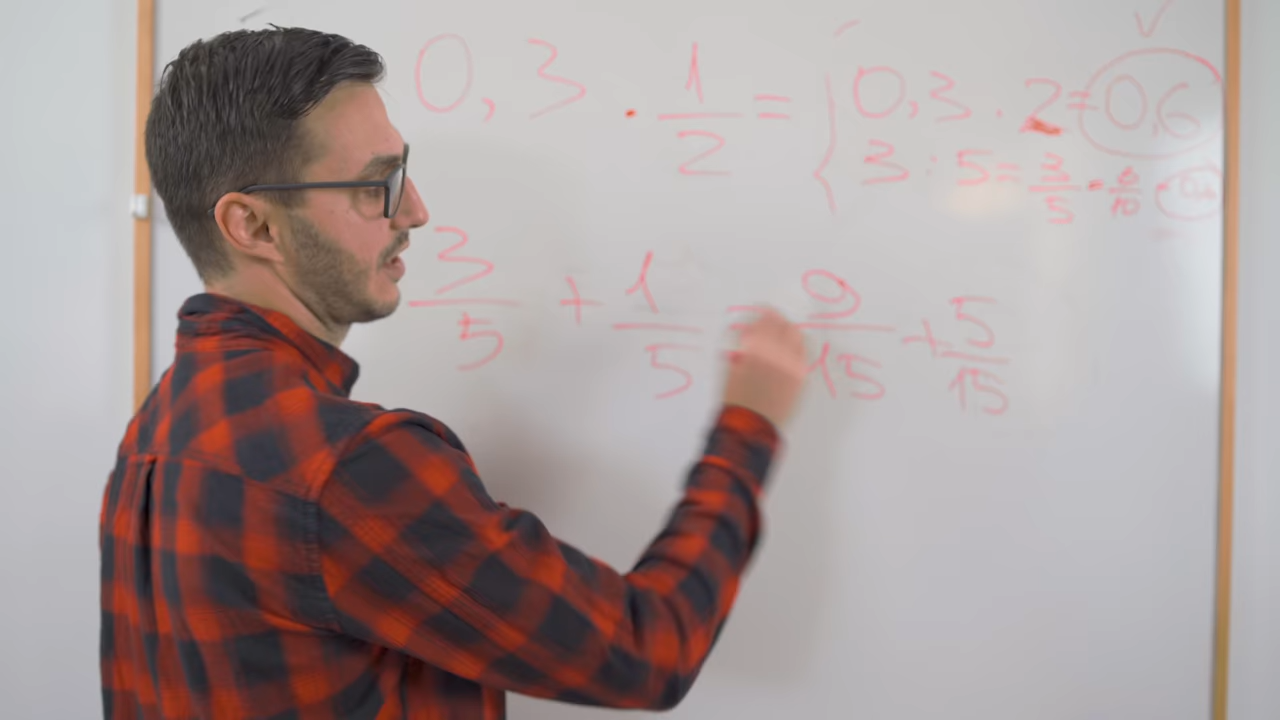 0,3 · 1/2 = { 0,3 · 2 = 0,6
3 : 5 = 3/5 = 6/10
3/5 + 1/5 = 9/15 + 5/15